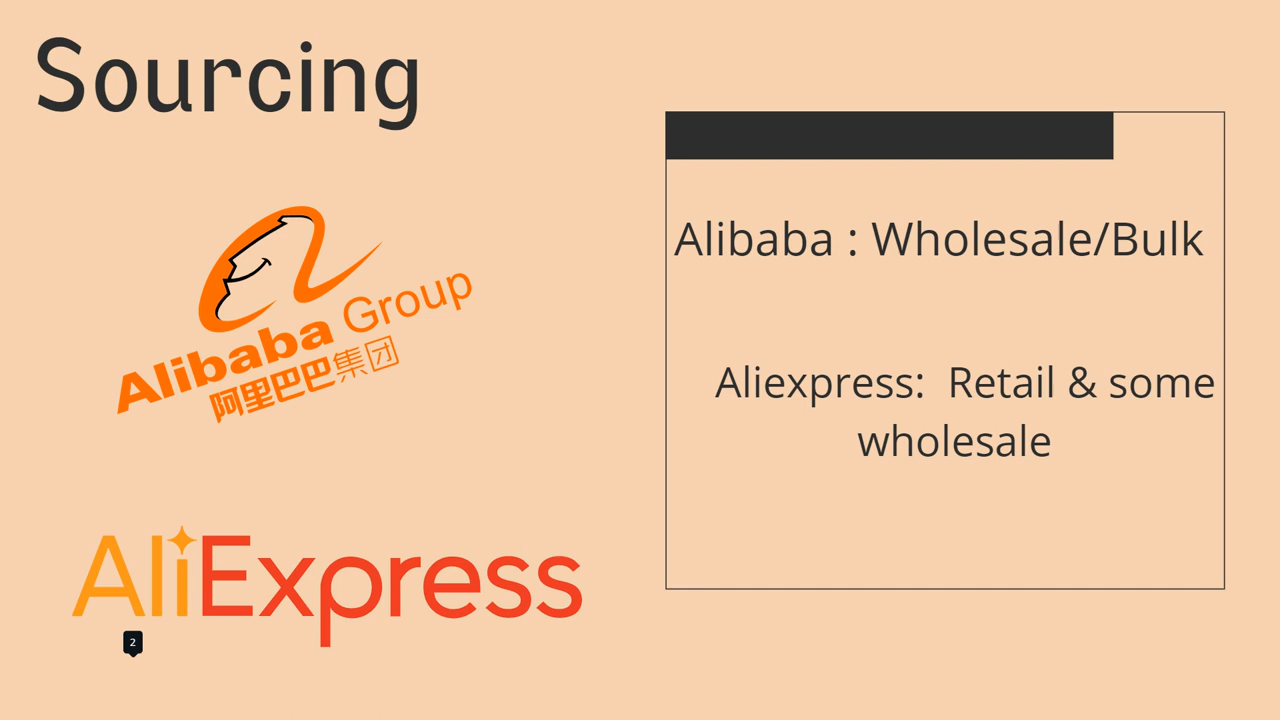 Sourcing
Alibaba Group
阿里巴巴集团
AliExpress
2
Alibaba : Wholesale/Bulk
Aliexpress:  Retail & some
wholesale